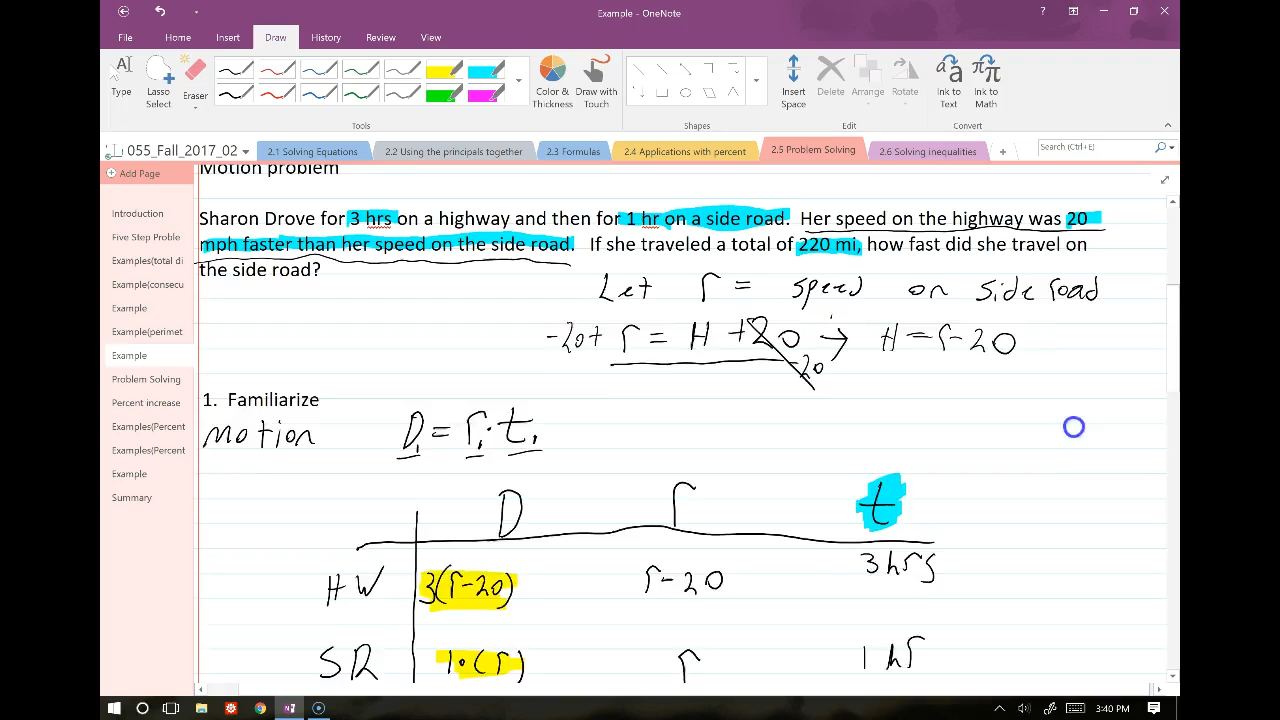 Example - OneNote
?
File Home Insert Draw History Review View
Type
Lasso Select
Eraser
Color & Thickness
Draw with Touch
Insert Space
Delete
Arrange
Rotate
Ink to Text
Ink to Math
Tools Shapes Edit Convert
055_Fall_2017_02 2.1 Solving Equations 2.2 Using the principals together 2.3 Formulas 2.4 Applications with percent 2.5 Problem Solving 2.6 Solving inequalities + Search (Ctrl+E)
Add Page
Introduction
Five Step Proble
Examples(total di
Example(consecu
Example
Example(perimet
Example
Problem Solving
Percent increase
Examples(Percent
Examples(Percent
Example
Summary
Motion problem
Sharon Drove for 3 hrs on a highway and then for 1 hr on a side road. Her speed on the highway was 20
mph faster than her speed on the side road. If she traveled a total of 220 mi, how fast did she travel on
the side road?
Let r = speed on side road
-20+ r = H +20 → H = r-20
-20
1. Familiarize
motion D₁ = r₁ · t₁
D r t
HW 3(r-20) r-20 3hrs
SR 1·(r) r 1 hr
3:40 PM